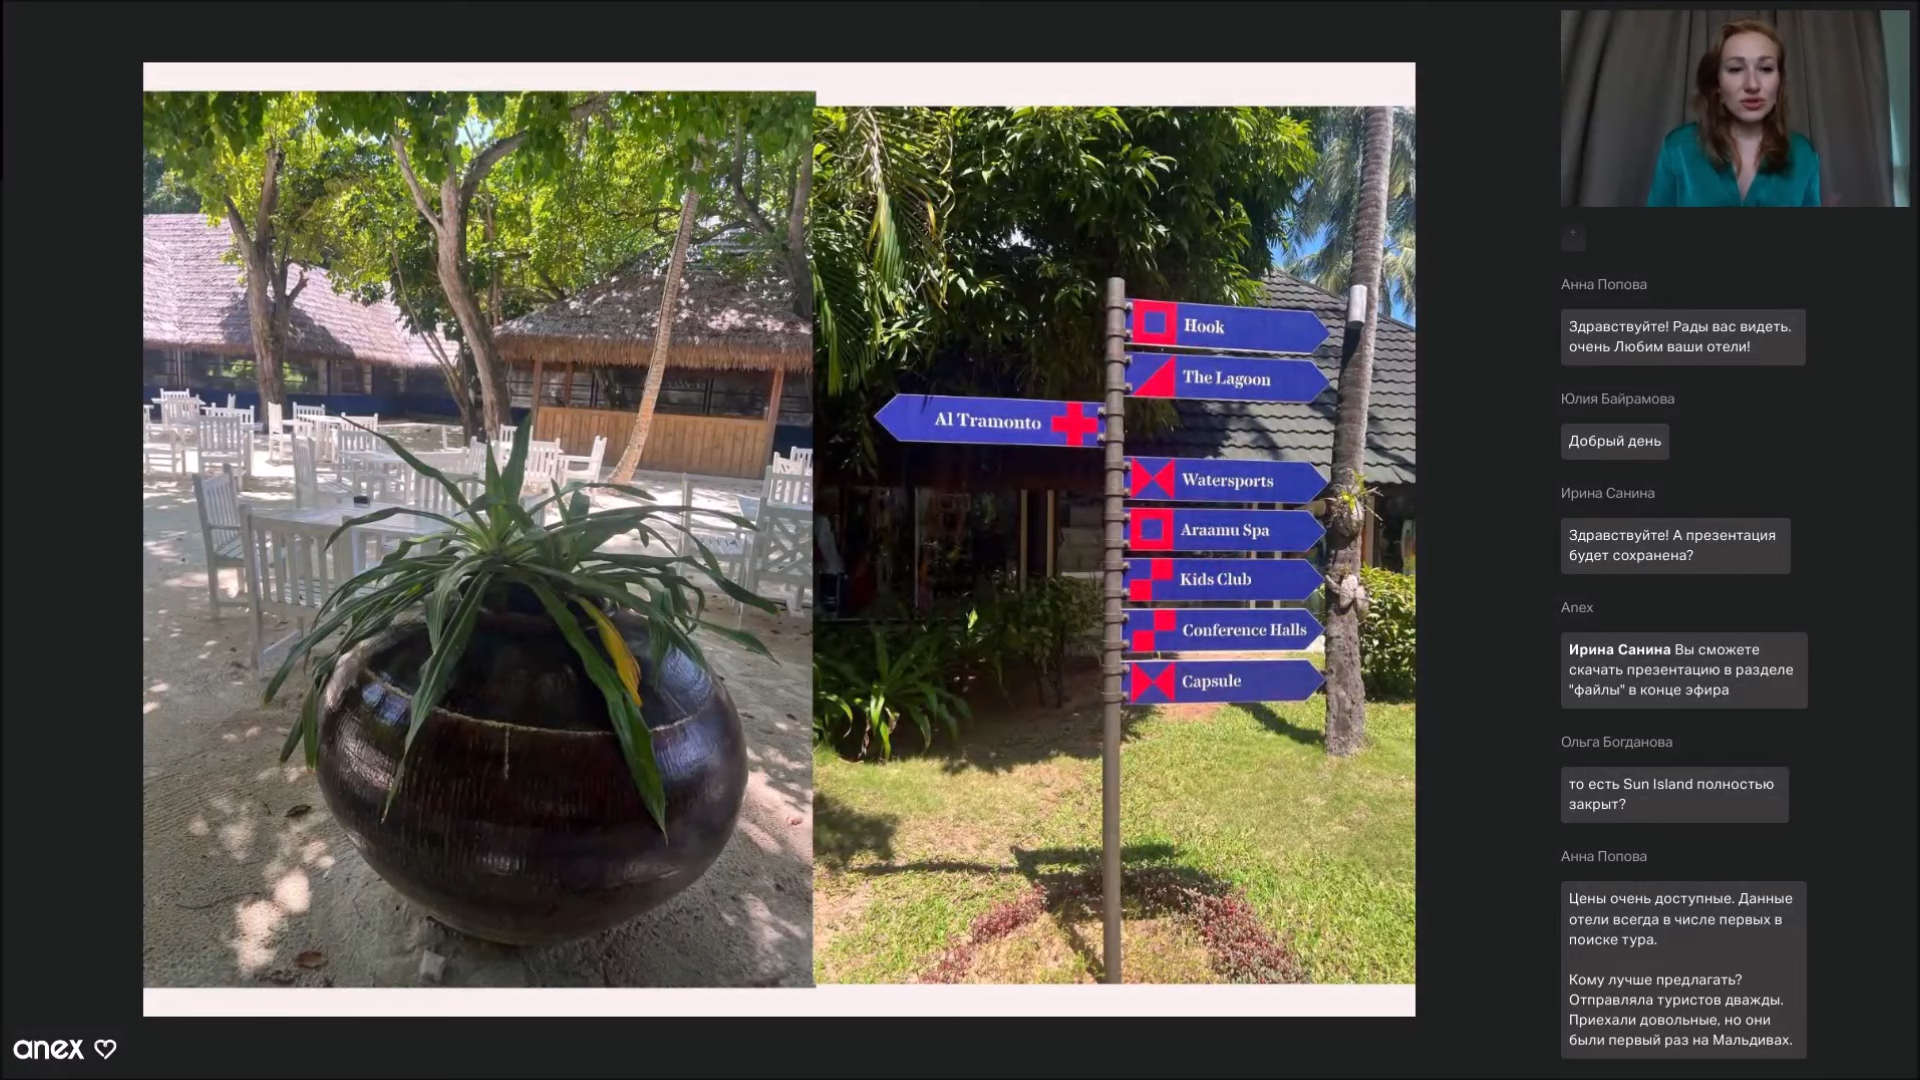 Hook
The Lagoon
Al Tramonto
Watersports
Araamu Spa
Kids Club
Conference Halls
Capsule
anex
Анна Попова
Здравствуйте! Рады вас видеть.
очень Любим ваши отели!
Юлия Байрамова
Добрый день
Ирина Санина
Здравствуйте! А презентация
будет сохранена?
Anex
Ирина Санина Вы сможете
скачать презентацию в разделе
"файлы" в конце эфира
Ольга Богданова
то есть Sun Island полностью
закрыт?
Анна Попова
Цены очень доступные. Данные
отели всегда в числе первых в
поиске тура.
Кому лучше предлагать?
Отправляла туристов дважды.
Приехали довольные, но они
были первый раз на Мальдивах.